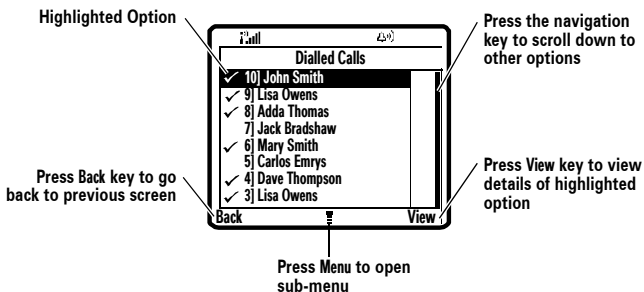 Highlighted Option
Press the navigation
key to scroll down to
other options
Dialled Calls
✓ 10] John Smith
✓ 9] Lisa Owens
✓ 8] Adda Thomas
7] Jack Bradshaw
✓ 6] Mary Smith
5] Carlos Emrys
✓ 4] Dave Thompson
✓ 3] Lisa Owens
Press Back key to go
back to previous screen
Press View key to view
details of highlighted
option
Back View
Press Menu to open
sub-menu